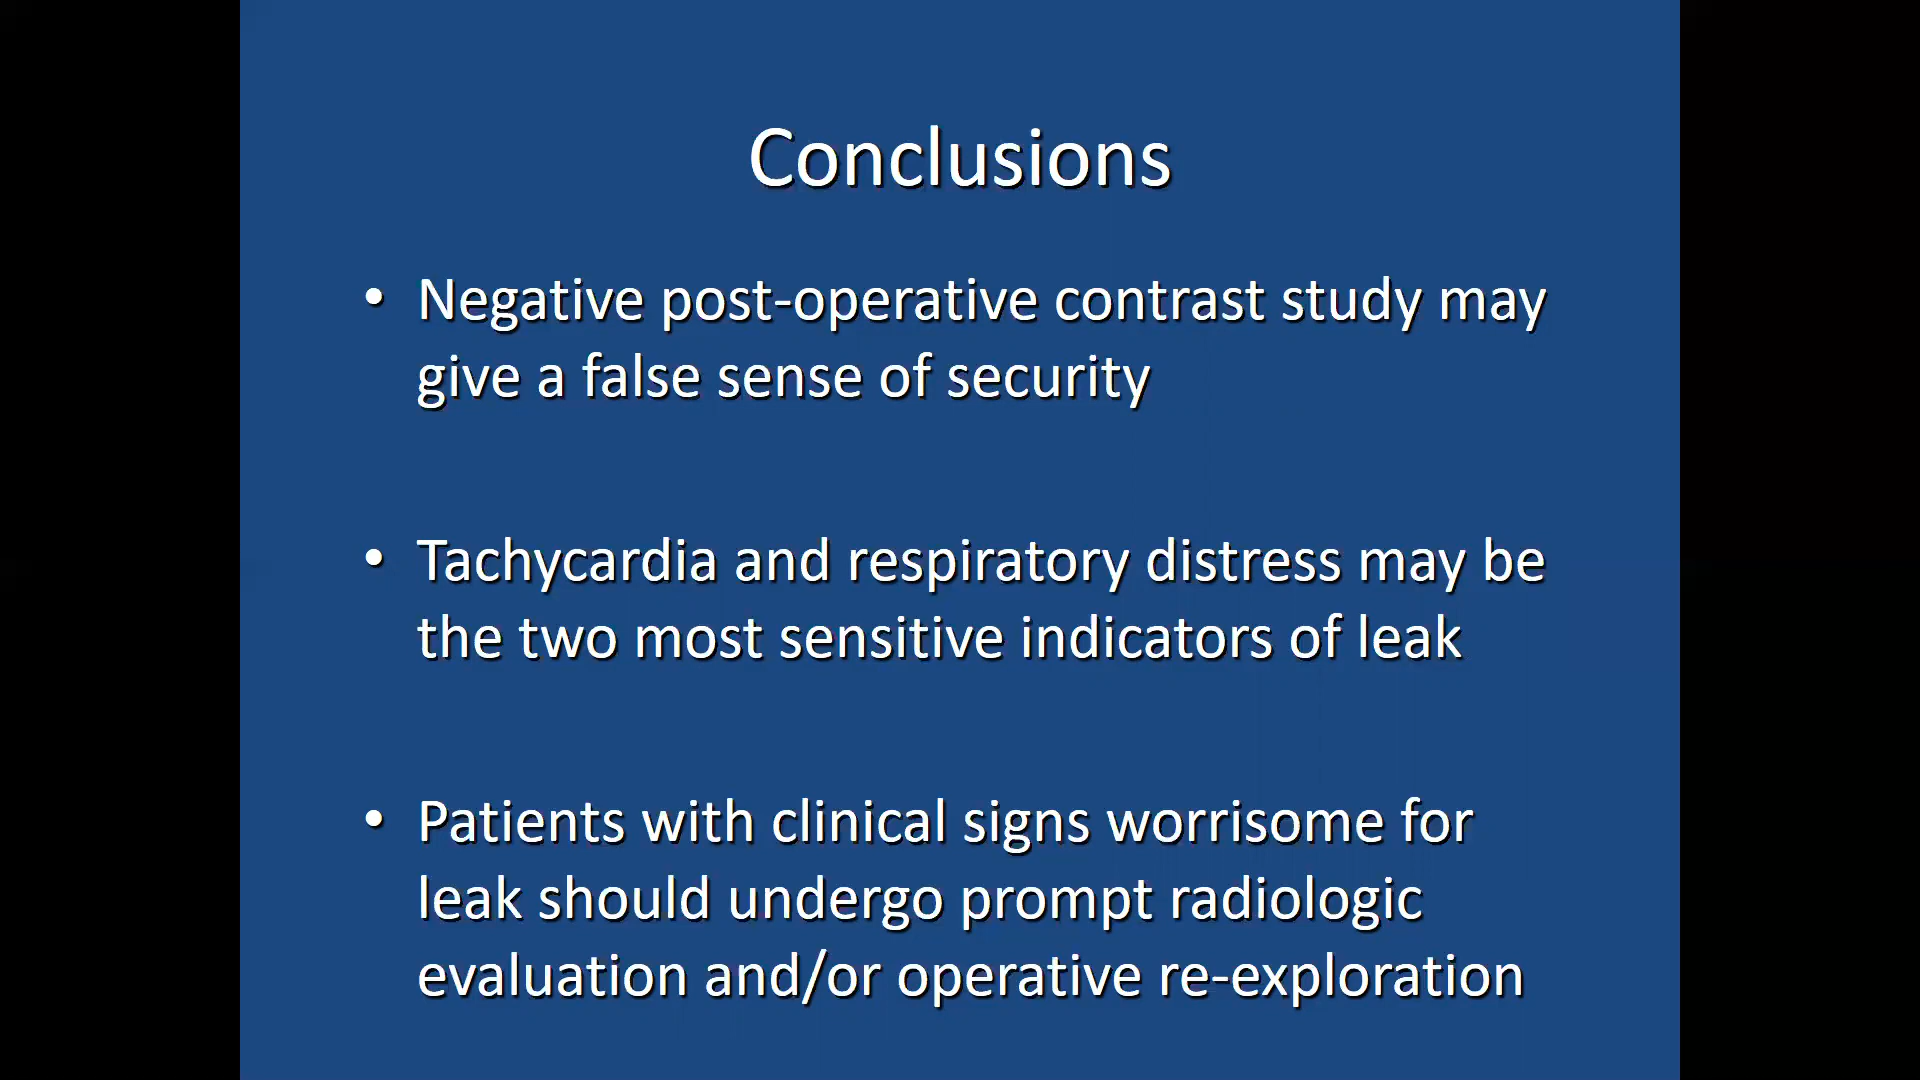 Conclusions
• Negative post-operative contrast study may
give a false sense of security
• Tachycardia and respiratory distress may be
the two most sensitive indicators of leak
• Patients with clinical signs worrisome for
leak should undergo prompt radiologic
evaluation and/or operative re-exploration